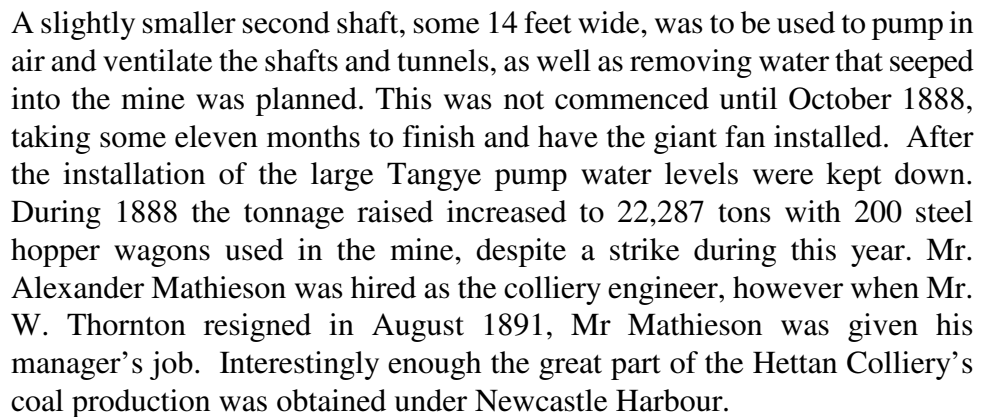 A slightly smaller second shaft, some 14 feet wide, was to be used to pump in
air and ventilate the shafts and tunnels, as well as removing water that seeped
into the mine was planned. This was not commenced until October 1888,
taking some eleven months to finish and have the giant fan installed.  After
the installation of the large Tangye pump water levels were kept down.
During 1888 the tonnage raised increased to 22,287 tons with 200 steel
hopper wagons used in the mine, despite a strike during this year. Mr.
Alexander Mathieson was hired as the colliery engineer, however when Mr.
W. Thornton resigned in August 1891, Mr Mathieson was given his
manager’s job.  Interestingly enough the great part of the Hettan Colliery’s
coal production was obtained under Newcastle Harbour.